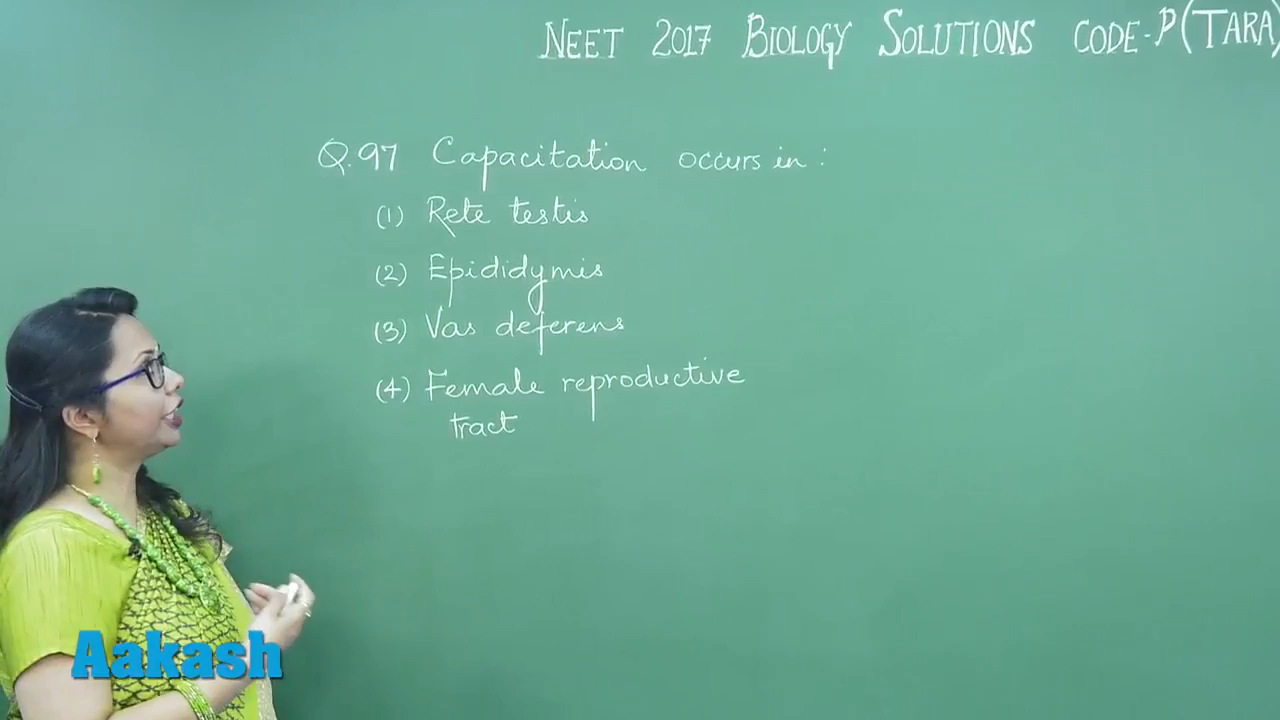 NEET 2017 BIOLOGY SOLUTIONS CODE-P(TARA)
Q.97 Capacitation occurs in :
(1) Rete testis
(2) Epididymis
(3) Vas deferens
(4) Female reproductive
tract
Aakash